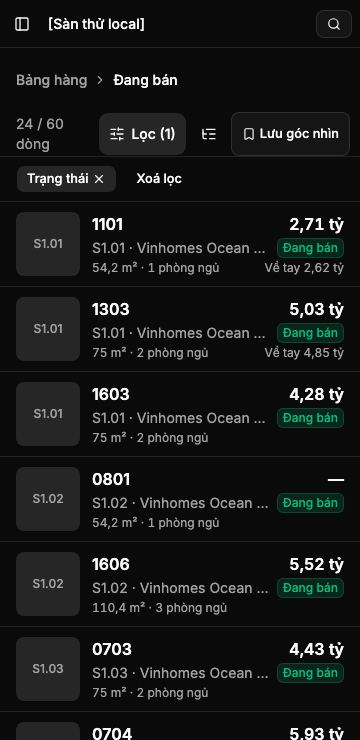 [Sàn thử local]
Bảng hàng > Đang bán
24 / 60 dòng
Lọc (1)
Lưu góc nhìn
Trạng thái ×
Xoá lọc
S1.01
1101
2,71 tỷ
S1.01 · Vinhomes Ocean ...
Đang bán
54,2 m² · 1 phòng ngủ
Về tay 2,62 tỷ
S1.01
1303
5,03 tỷ
S1.01 · Vinhomes Ocean ...
Đang bán
75 m² · 2 phòng ngủ
Về tay 4,85 tỷ
S1.01
1603
4,28 tỷ
S1.01 · Vinhomes Ocean ...
Đang bán
75 m² · 2 phòng ngủ
S1.02
0801
—
S1.02 · Vinhomes Ocean ...
Đang bán
54,2 m² · 1 phòng ngủ
S1.02
1606
5,52 tỷ
S1.02 · Vinhomes Ocean ...
Đang bán
110,4 m² · 3 phòng ngủ
S1.03
0703
4,43 tỷ
S1.03 · Vinhomes Ocean ...
Đang bán
75 m² · 2 phòng ngủ
0704
5,93 tỷ